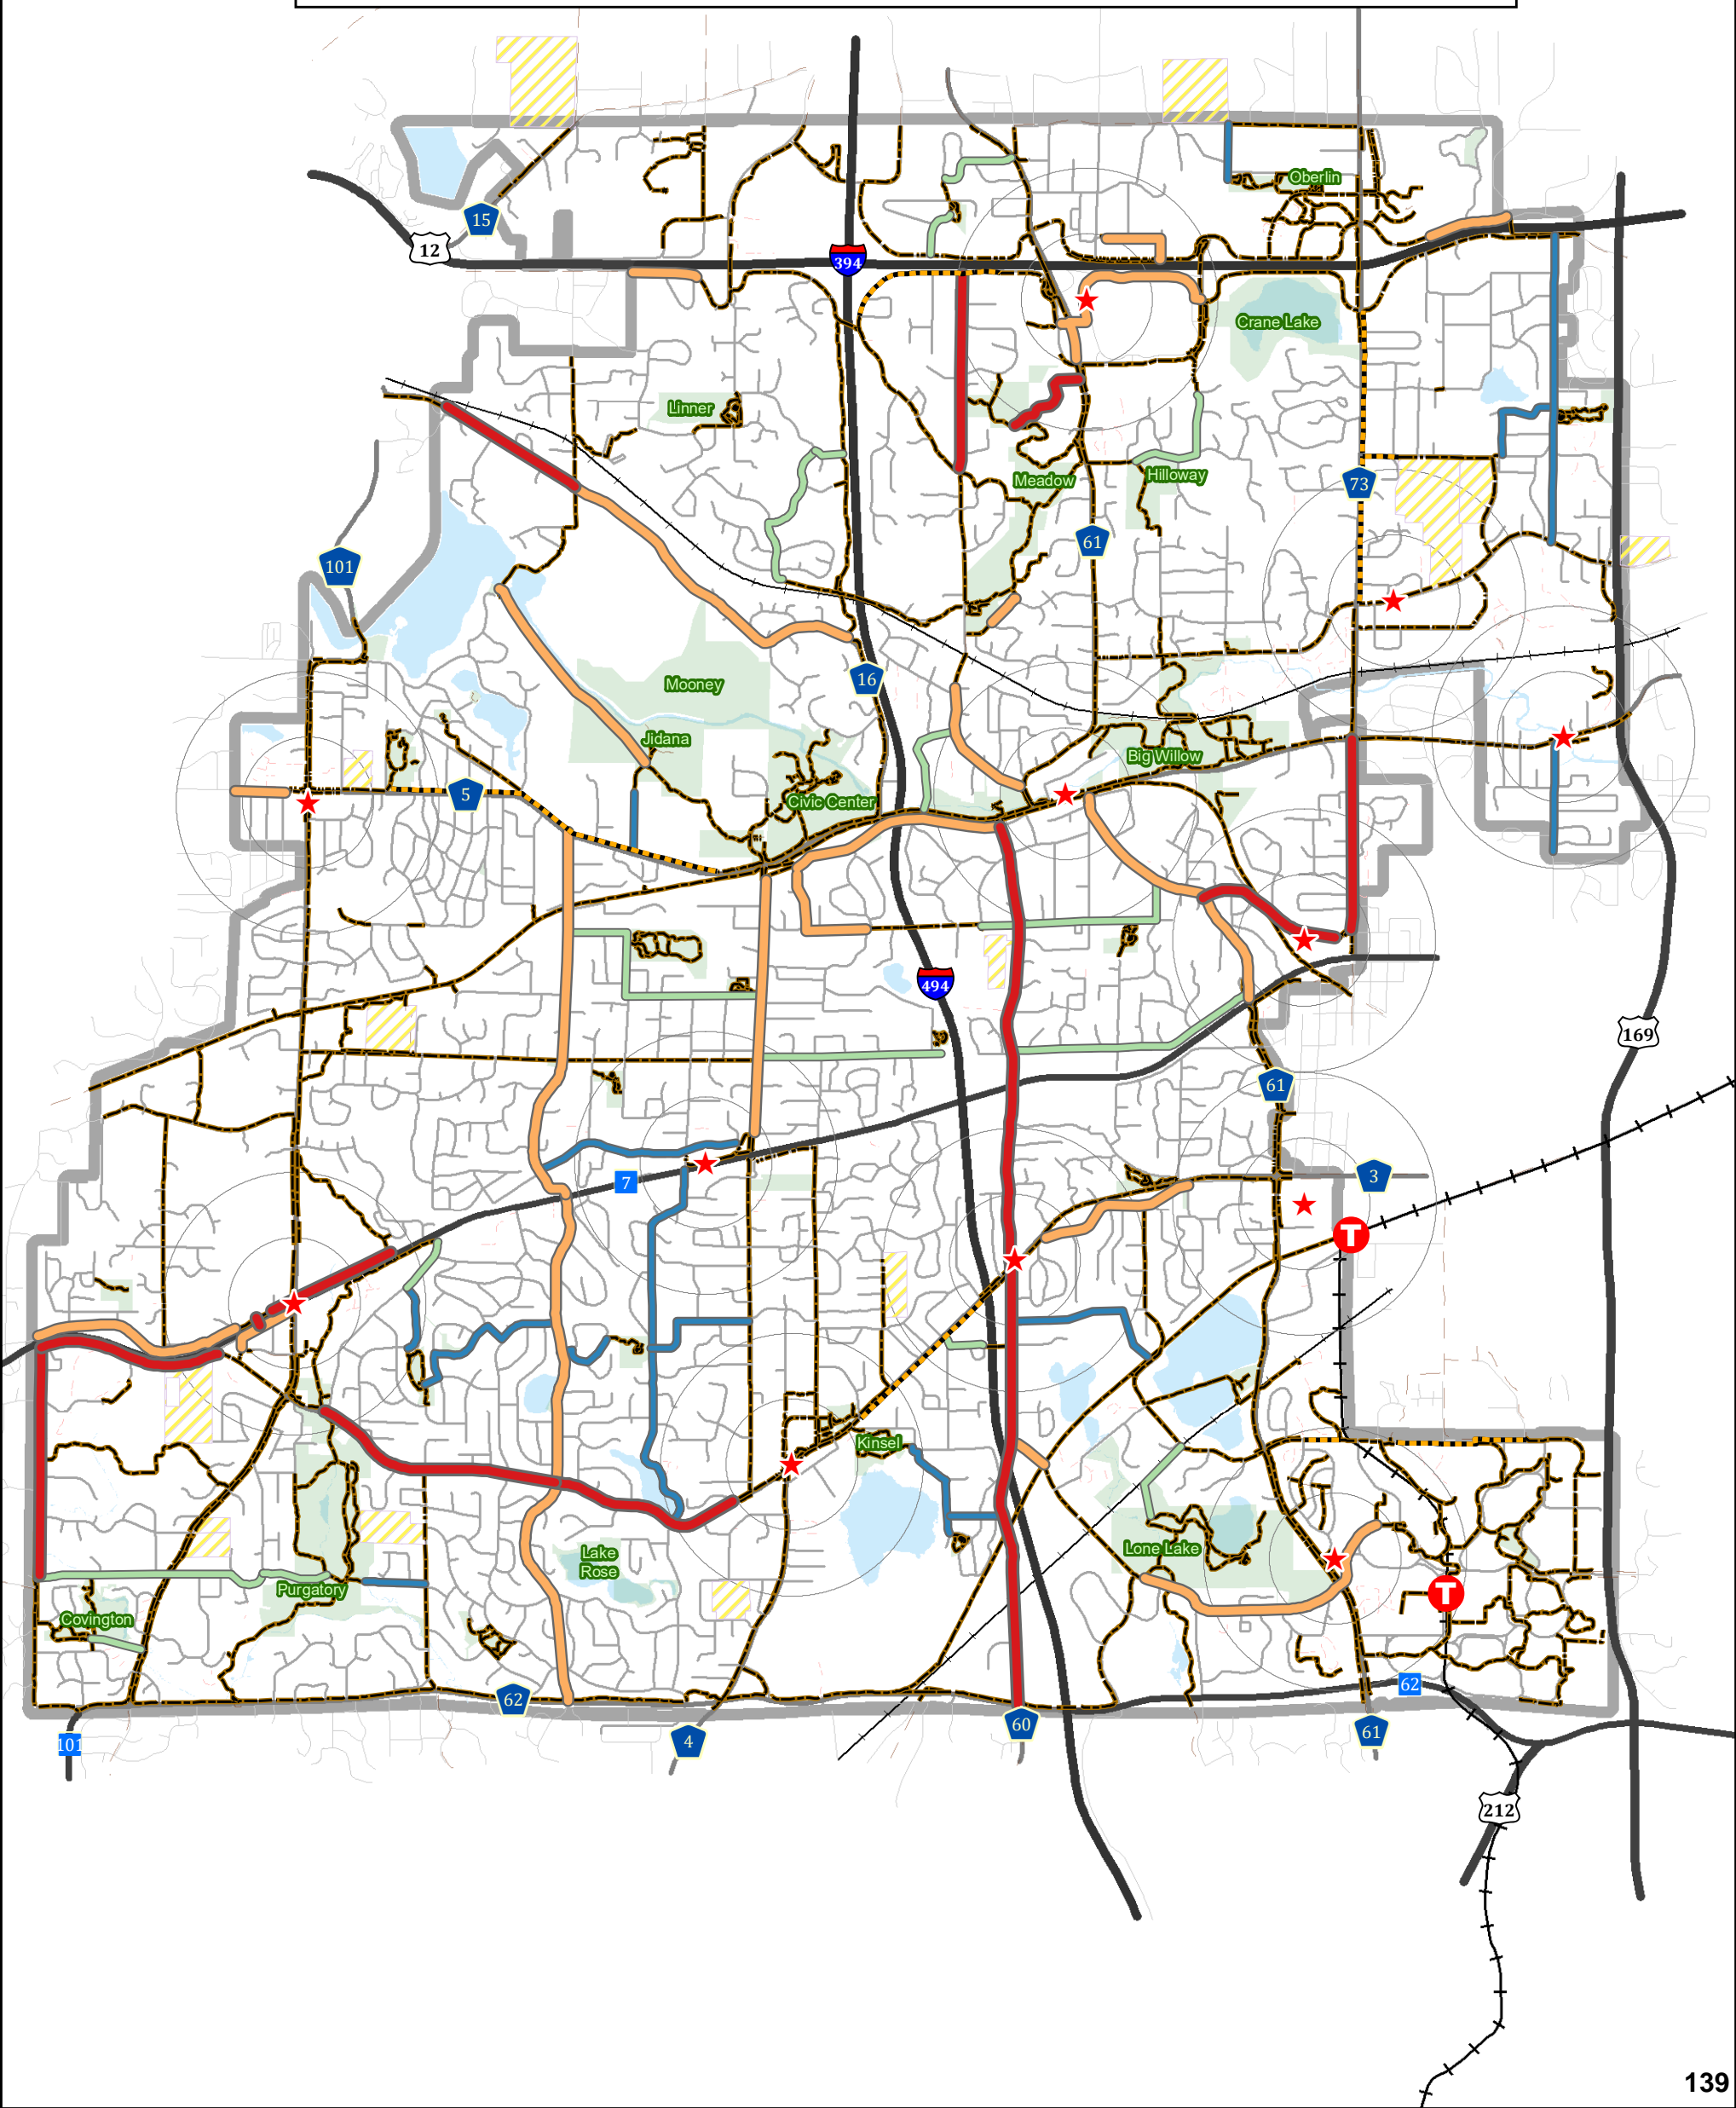 Oberlin
15
12
394
Crane Lake
Linner
Meadow
Hilloway
73
61
101
16
Mooney
Jidana
Big Willow
5
Civic Center
494
169
61
3
7
Kinsel
Lone Lake
Lake
Rose
Purgatory
Covington
62
62
60
61
4
101
212
T
T
139